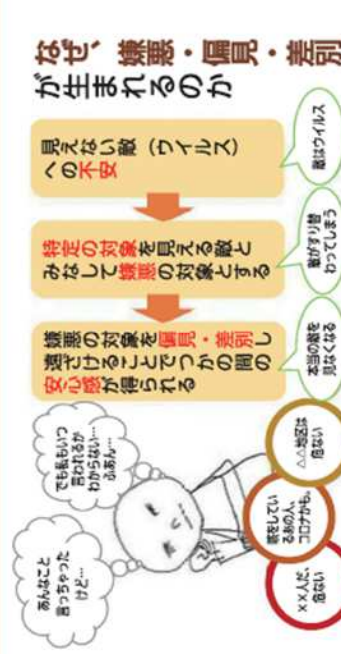 なぜ、嫌悪・偏見・差別
が生まれるのか
見えない敵（ウイルス）
への不安
敵はウイルス
特定の対象を見える敵と
みなして嫌悪の対象とする
敵がすり替
わってしまう
嫌悪の対象を偏見・差別し
遠ざけることでつかの間の
安心感が得られる
本当の敵を
見なくなる
あんなこと
言っちゃった
けど…
でも私もいつ
言われるか
わからない…
ふあん…
××人だ、
危ない
咳をしてい
るあの人、
コロナかも。
△△地区は
危ない